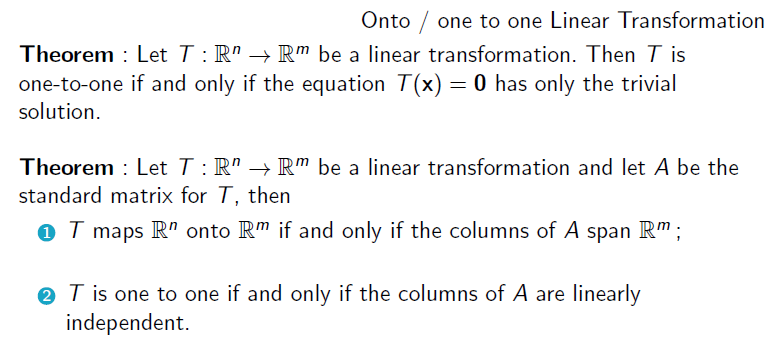 Onto / one to one Linear Transformation
Theorem : Let T : ℝⁿ → ℝᵐ be a linear transformation. Then T is
one-to-one if and only if the equation T(x) = 0 has only the trivial
solution.
Theorem : Let T : ℝⁿ → ℝᵐ be a linear transformation and let A be the
standard matrix for T, then
1 T maps ℝⁿ onto ℝᵐ if and only if the columns of A span ℝᵐ;
2 T is one to one if and only if the columns of A are linearly
independent.